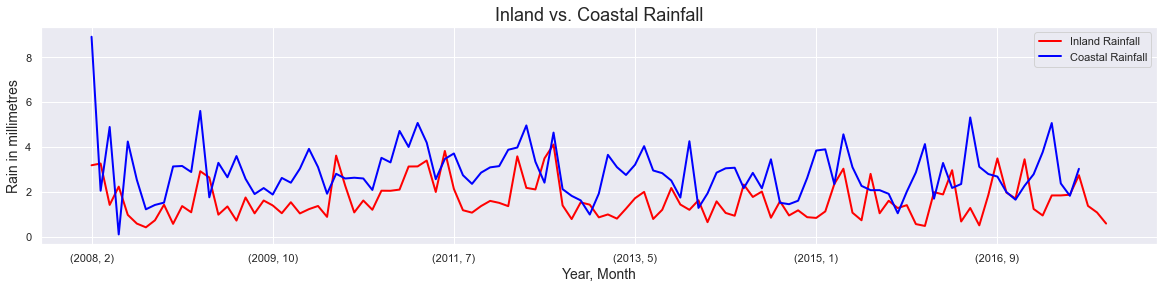 Inland vs. Coastal Rainfall
Inland Rainfall
Coastal Rainfall
Rain in millimetres
8
6
4
2
0
(2008, 2)
(2009, 10)
(2011, 7)
(2013, 5)
(2015, 1)
(2016, 9)
Year, Month